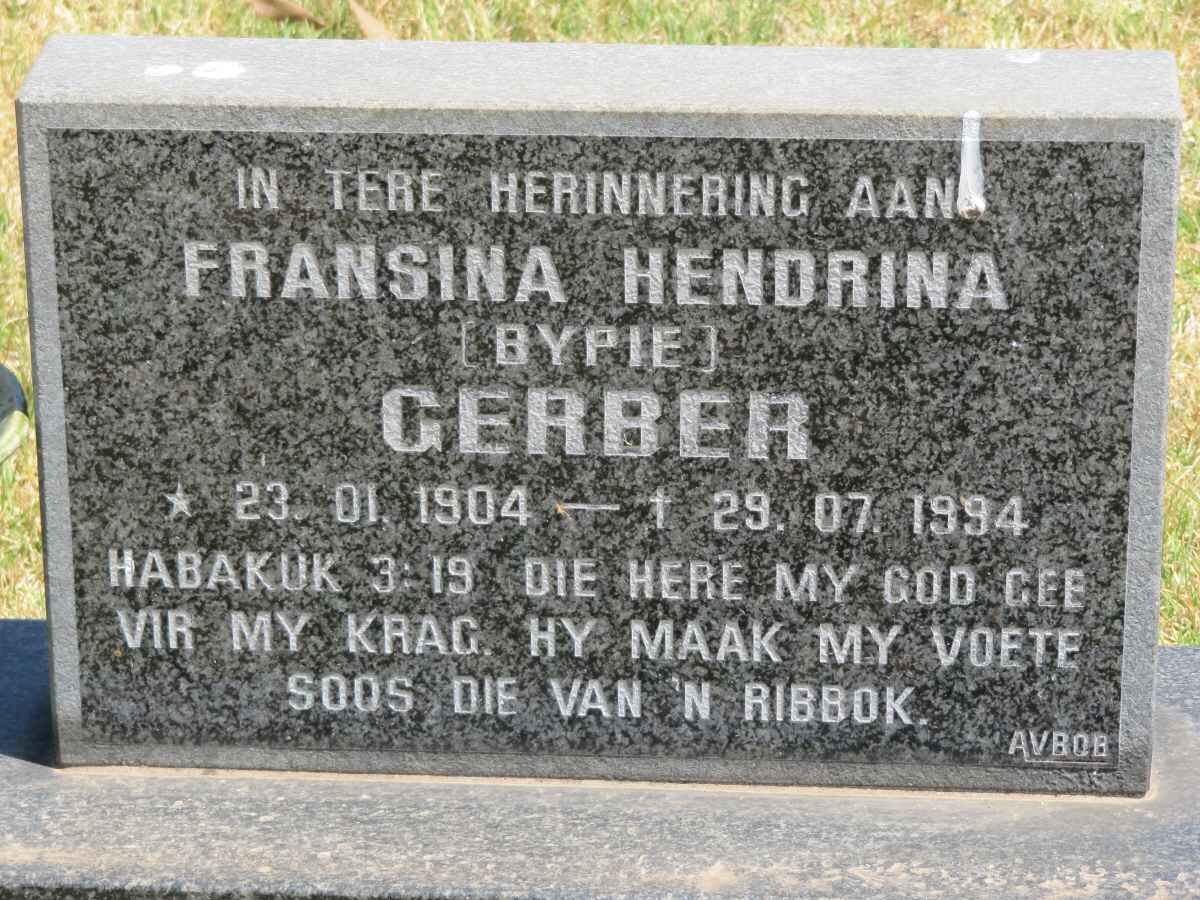 IN TERE HERINNERING AAN
FRANSINA HENDRINA
(BYPIE)
GERBER
★ 23. 01. 1904 — † 29. 07. 1994
HABAKUK 3:19 DIE HERE MY GOD GEE
VIR MY KRAG. HY MAAK MY VOETE
SOOS DIE VAN 'N RIBBOK.
AVBOB